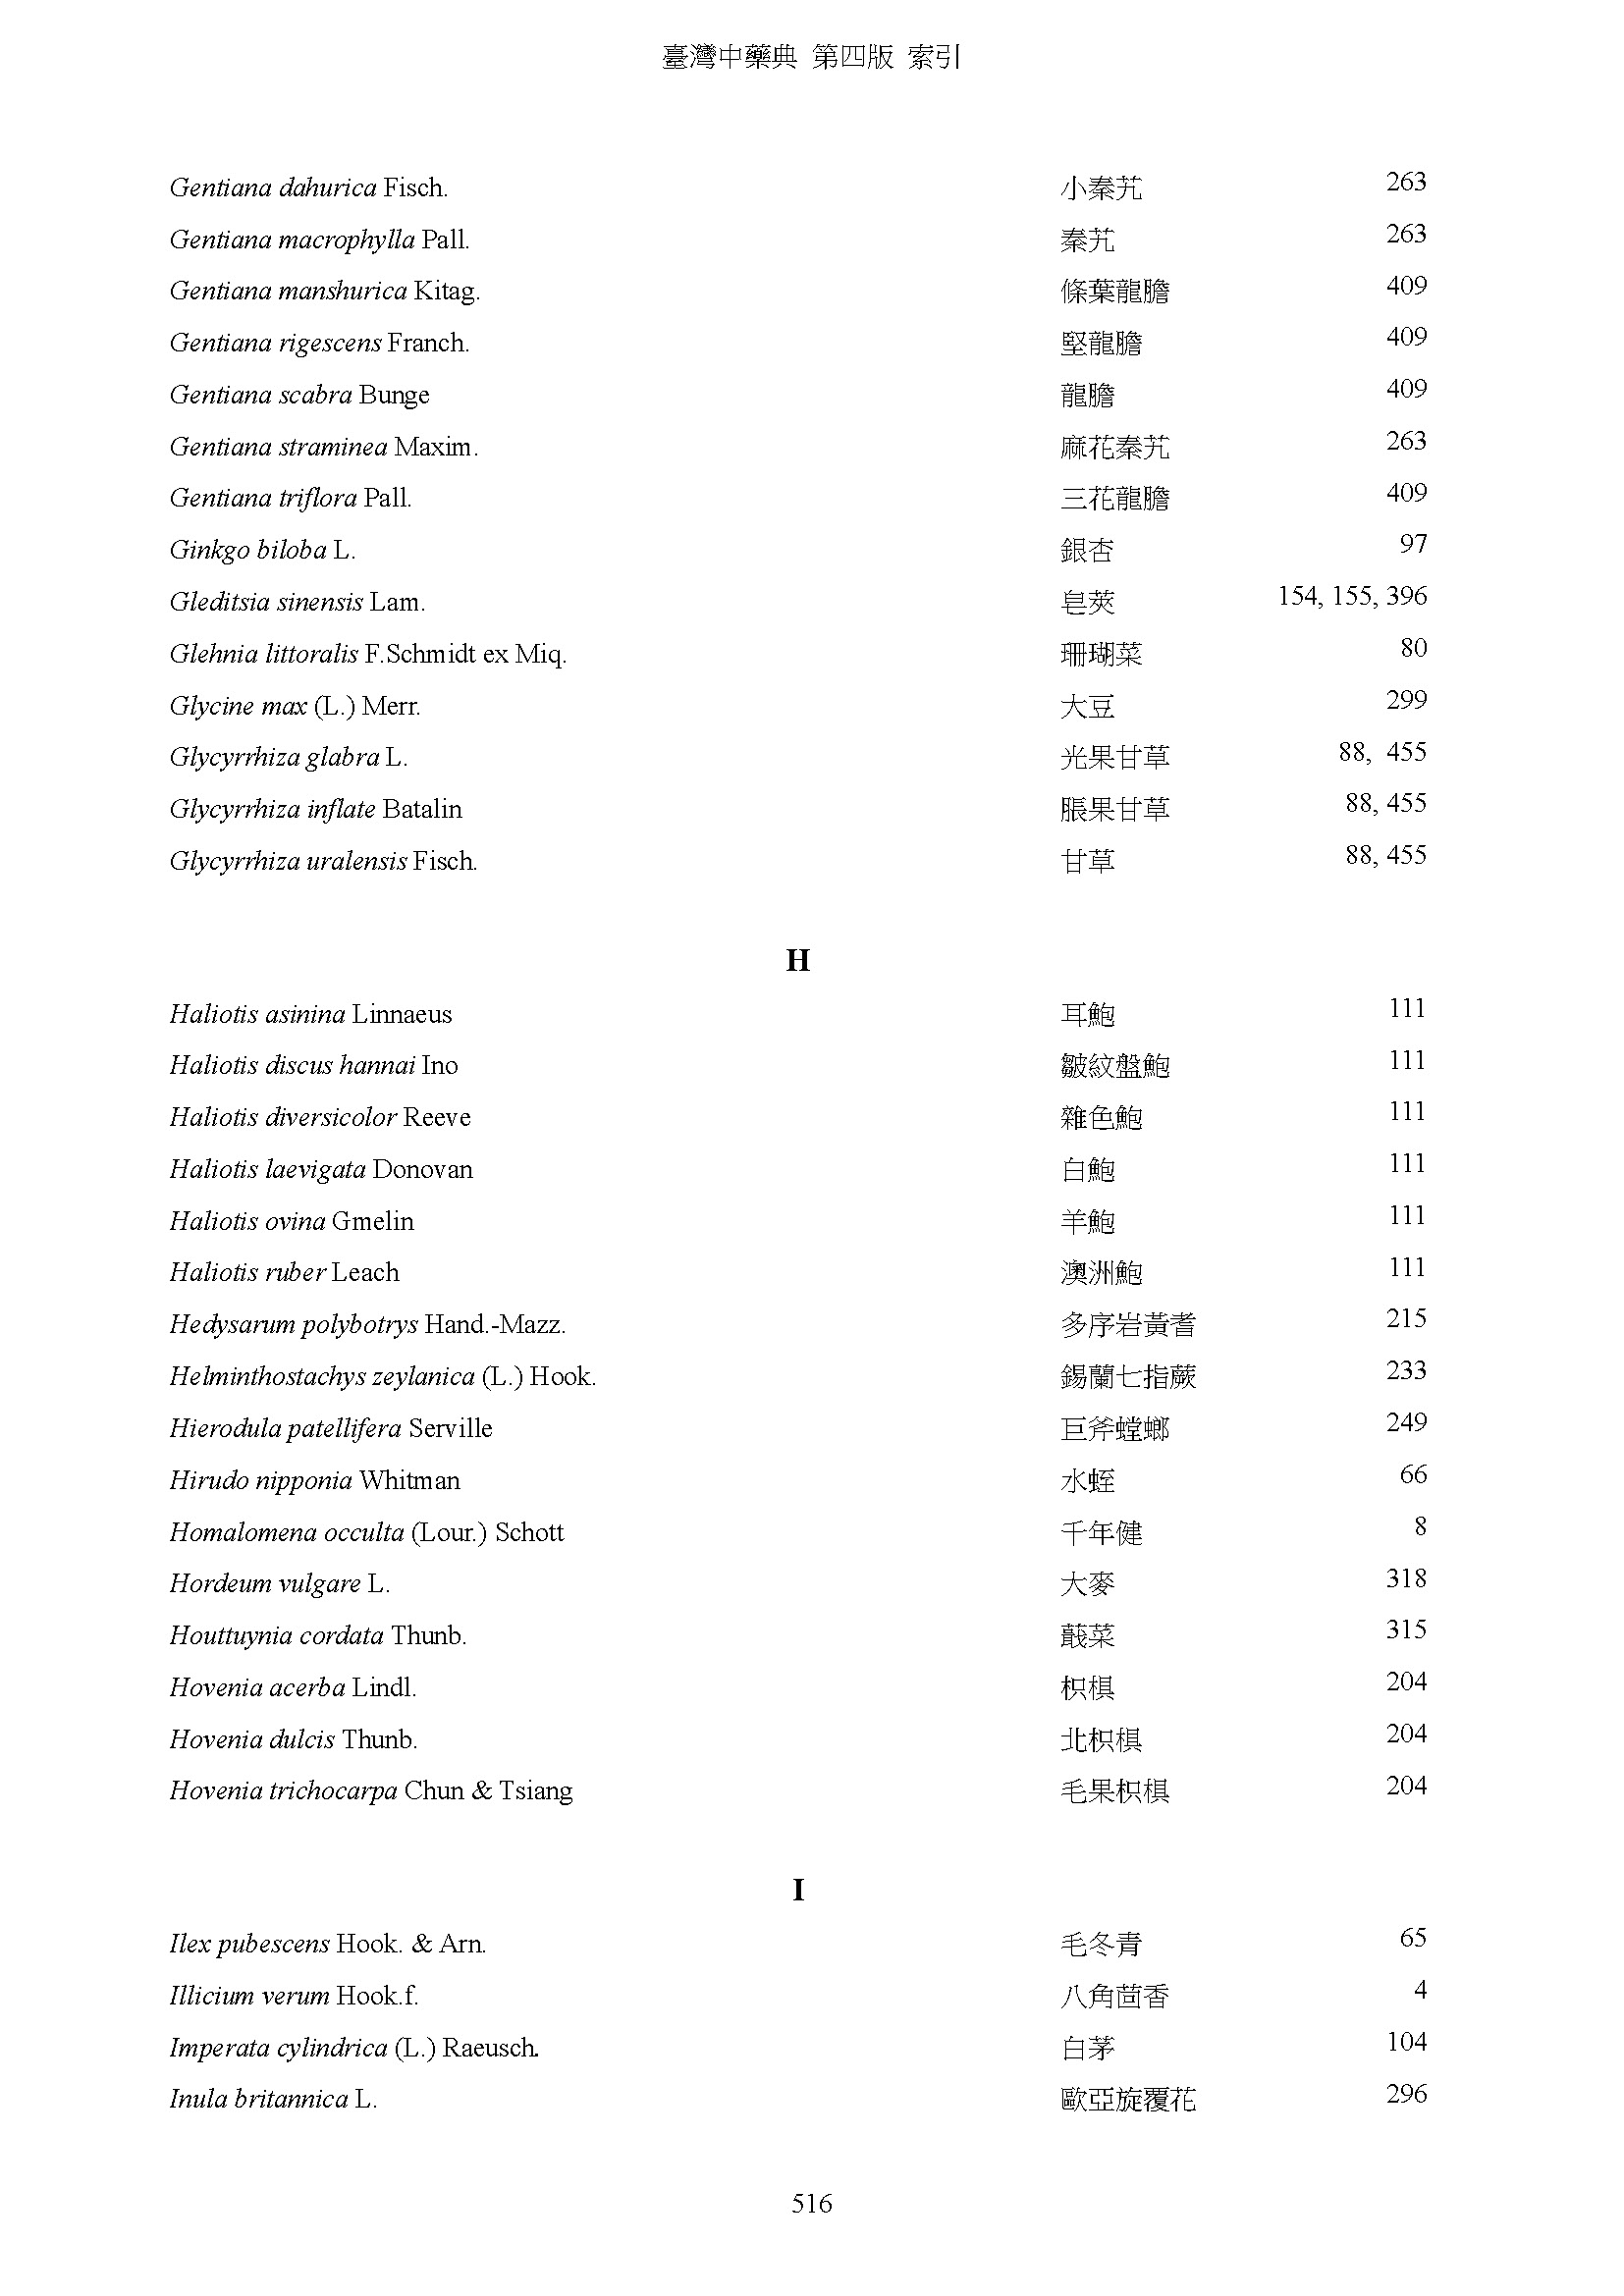 臺灣中藥典 第四版 索引
Gentiana dahurica Fisch. 小秦艽 263
Gentiana macrophylla Pall. 秦艽 263
Gentiana manshurica Kitag. 條葉龍膽 409
Gentiana rigescens Franch. 堅龍膽 409
Gentiana scabra Bunge 龍膽 409
Gentiana straminea Maxim. 麻花秦艽 263
Gentiana triflora Pall. 三花龍膽 409
Ginkgo biloba L. 銀杏 97
Gleditsia sinensis Lam. 皂莢 154, 155, 396
Glehnia littoralis F.Schmidt ex Miq. 珊瑚菜 80
Glycine max (L.) Merr. 大豆 299
Glycyrrhiza glabra L. 光果甘草 88, 455
Glycyrrhiza inflate Batalin 脹果甘草 88, 455
Glycyrrhiza uralensis Fisch. 甘草 88, 455
H
Haliotis asinina Linnaeus 耳鮑 111
Haliotis discus hannai Ino 皺紋盤鮑 111
Haliotis diversicolor Reeve 雜色鮑 111
Haliotis laevigata Donovan 白鮑 111
Haliotis ovina Gmelin 羊鮑 111
Haliotis ruber Leach 澳洲鮑 111
Hedysarum polybotrys Hand.-Mazz. 多序岩黃耆 215
Helminthostachys zeylanica (L.) Hook. 錫蘭七指蕨 233
Hierodula patellifera Serville 巨斧螳螂 249
Hirudo nipponia Whitman 水蛭 66
Homalomena occulta (Lour.) Schott 千年健 8
Hordeum vulgare L. 大麥 318
Houttuynia cordata Thunb. 蕺菜 315
Hovenia acerba Lindl. 枳椇 204
Hovenia dulcis Thunb. 北枳椇 204
Hovenia trichocarpa Chun & Tsiang 毛果枳椇 204
I
Ilex pubescens Hook. & Arn. 毛冬青 65
Illicium verum Hook.f. 八角茴香 4
Imperata cylindrica (L.) Raeusch. 白茅 104
Inula britannica L. 歐亞旋覆花 296
516